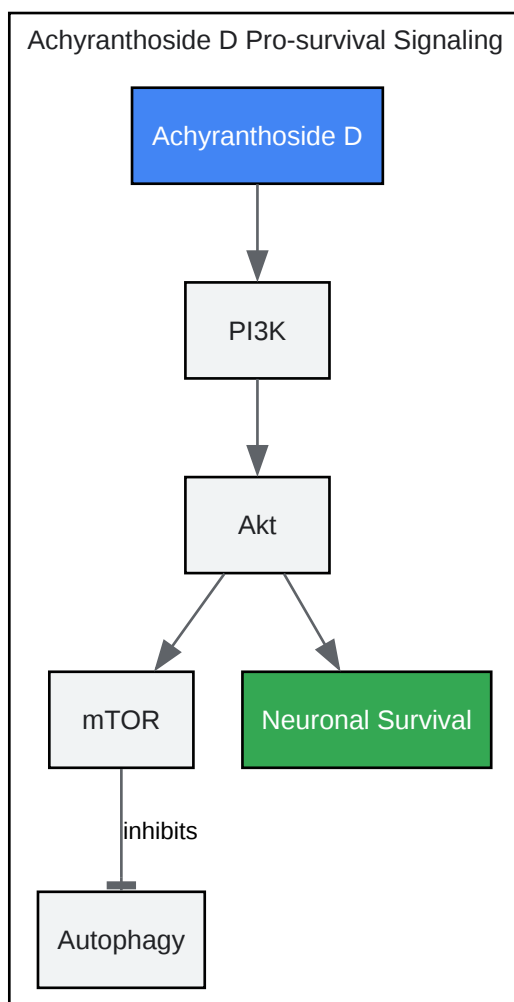 Achyranthoside D Pro-survival Signaling
Achyranthoside D
PI3K
Akt
mTOR
Neuronal Survival
inhibits
Autophagy